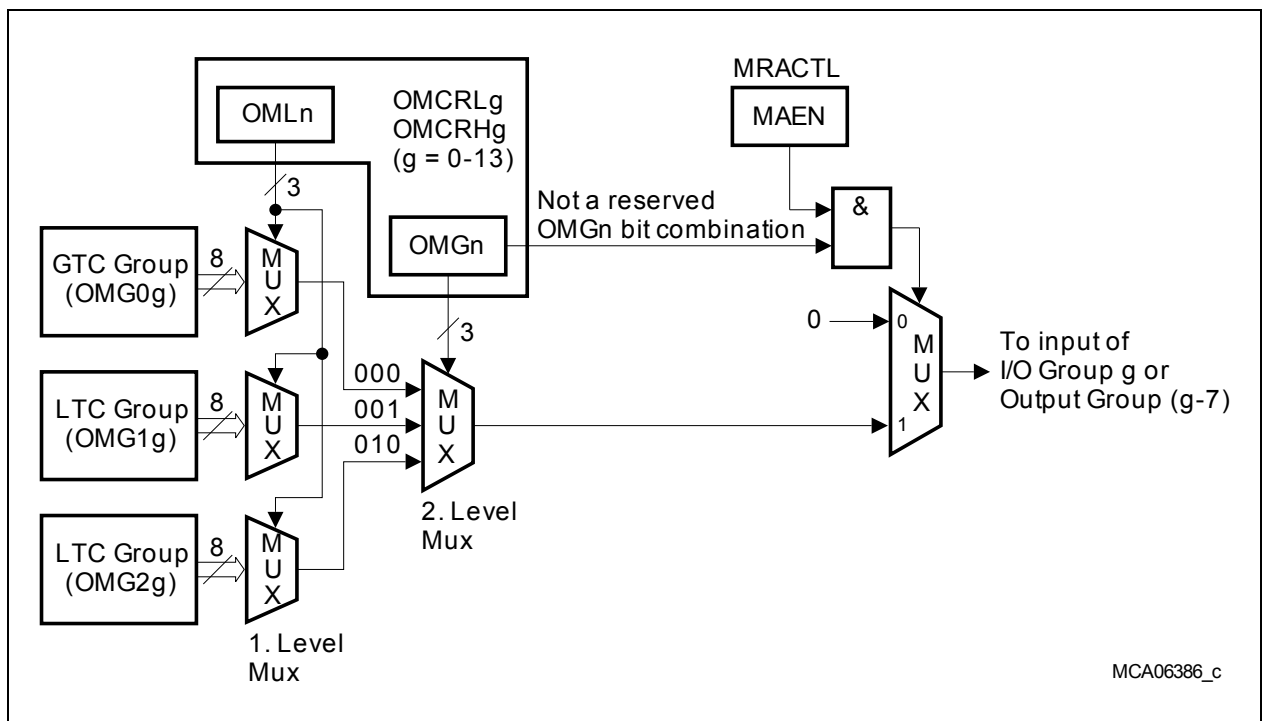 OMLn
OMCRLg
OMCRHg
(g = 0-13)
MRACTL
MAEN
3
Not a reserved
OMGn bit combination
&
OMGn
GTC Group
(OMG0g)
8
MUX
3
0
0
MUX
1
To input of
I/O Group g or
Output Group (g-7)
LTC Group
(OMG1g)
8
MUX
000
001
010
MUX
2. Level
Mux
LTC Group
(OMG2g)
8
MUX
1. Level
Mux
MCA06386_c